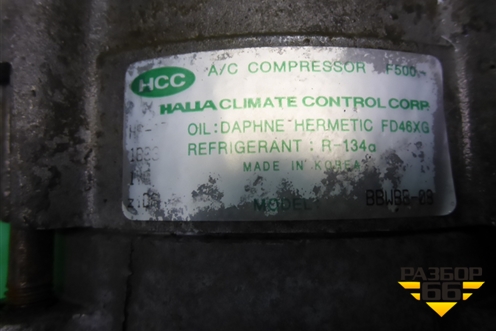 HCC
A/C COMPRESSOR F500
HALLA CLIMATE CONTROL CORP.
OIL: DAPHNE HERMETIC FD46XG
REFRIGERANT : R-134a
MADE IN KOREA
MODEL
РАЗБОР
66